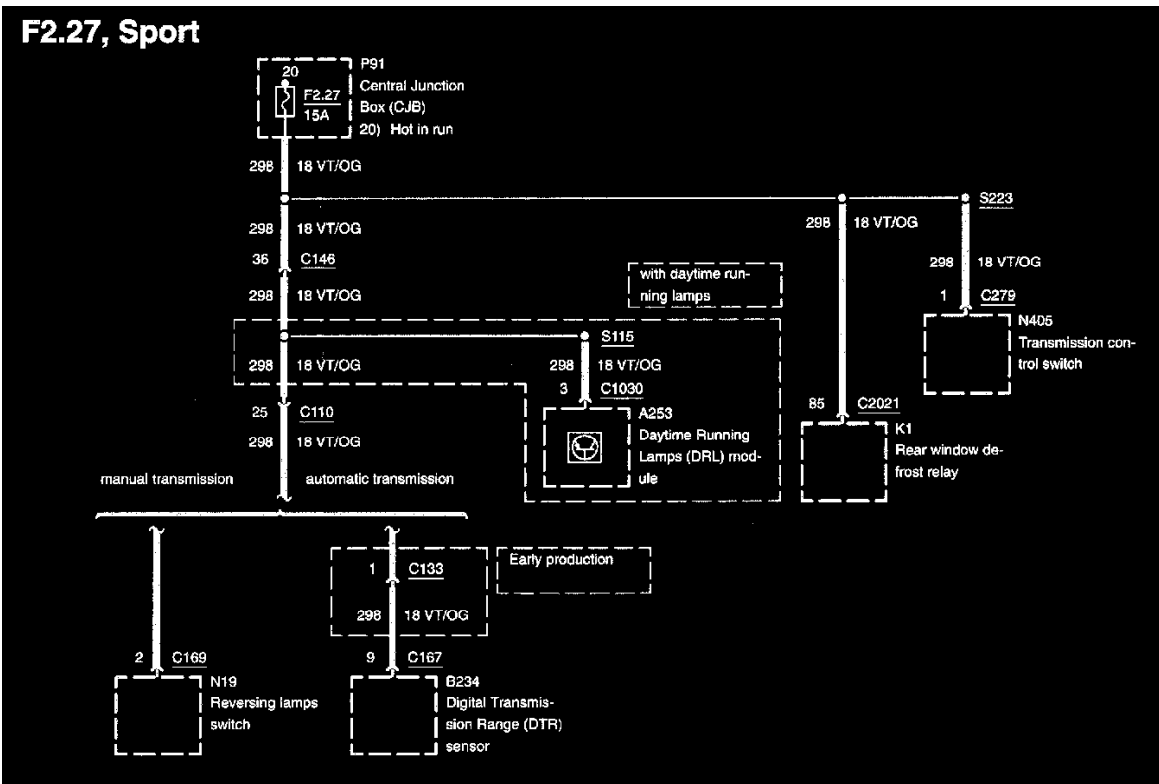 F2.27, Sport
20
F2.27
15A
P91
Central Junction
Box (CJB)
20) Hot in run
298 18 VT/OG
S223
298 18 VT/OG
298 18 VT/OG
36 C146
298 18 VT/OG
1 C279
298 18 VT/OG
with daytime run-
ning lamps
N405
Transmission con-
trol switch
S115
298 18 VT/OG
298 18 VT/OG
3 C1030
25 C110
85 C2021
A253
Daytime Running
Lamps (DRL) mod-
ule
K1
Rear window de-
frost relay
298 18 VT/OG
manual transmission
automatic transmission
Early production
1 C133
298 18 VT/OG
2 C169
9 C167
N19
Reversing lamps
switch
B234
Digital Transmis-
sion Range (DTR)
sensor